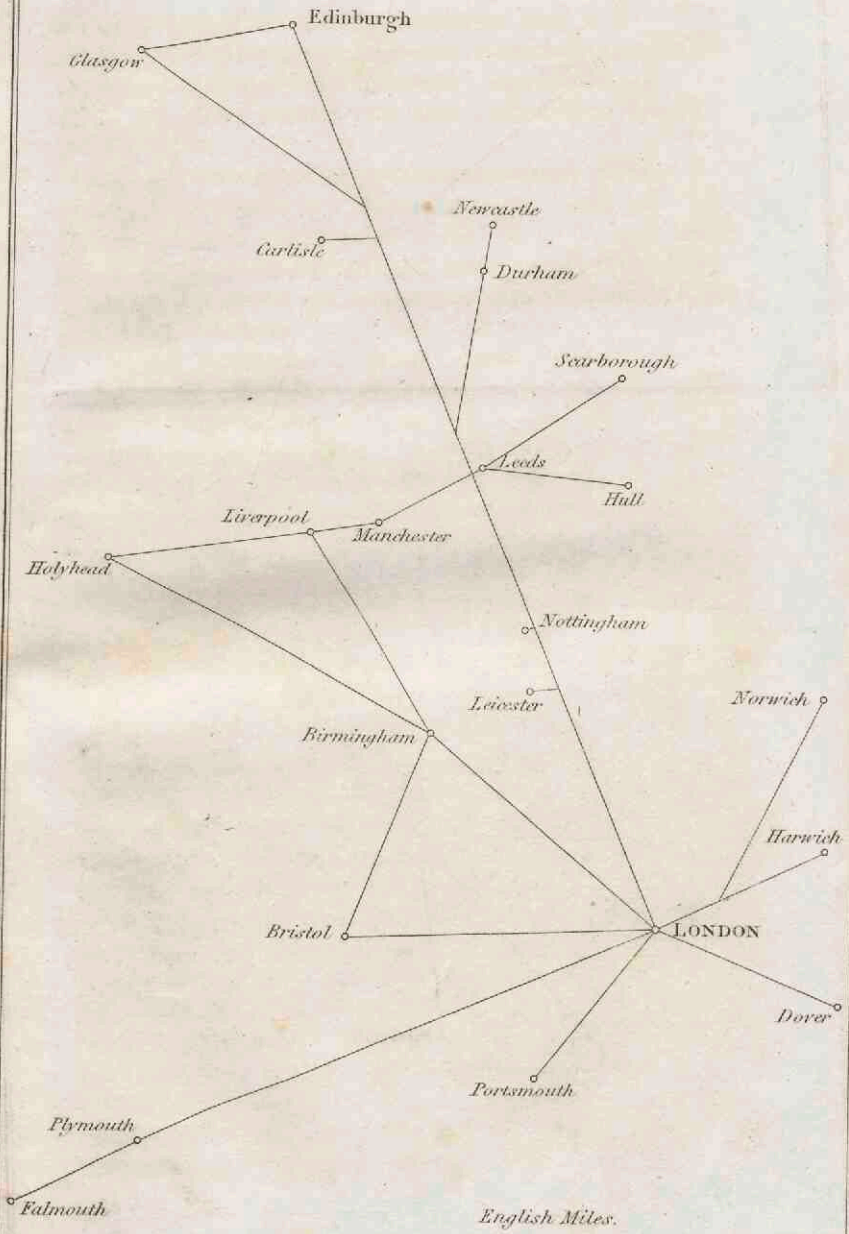 Edinburgh
Glasgow
Newcastle
Carlisle
Durham
Scarborough
Leeds
Hull
Liverpool
Manchester
Holyhead
Nottingham
Leicester
Norwich
Birmingham
Harwich
Bristol
LONDON
Dover
Portsmouth
Plymouth
Falmouth
English Miles.